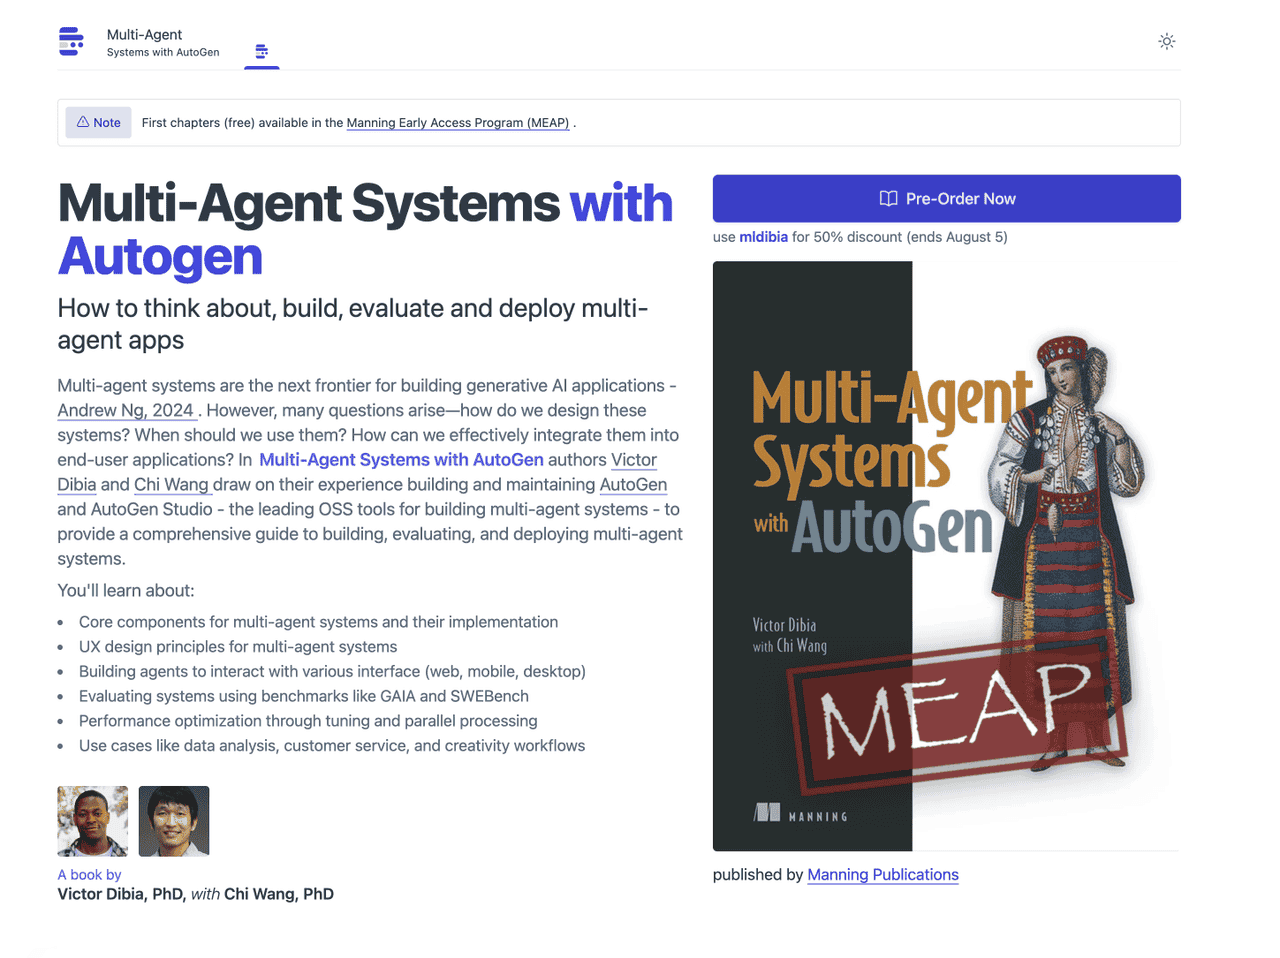 Multi-Agent
Systems with AutoGen
Note
First chapters (free) available in the Manning Early Access Program (MEAP) .
Multi-Agent Systems with
Autogen
How to think about, build, evaluate and deploy multi-
agent apps
Multi-agent systems are the next frontier for building generative AI applications -
Andrew Ng, 2024 . However, many questions arise—how do we design these
systems? When should we use them? How can we effectively integrate them into
end-user applications? In Multi-Agent Systems with AutoGen authors Victor
Dibia and Chi Wang draw on their experience building and maintaining AutoGen
and AutoGen Studio - the leading OSS tools for building multi-agent systems - to
provide a comprehensive guide to building, evaluating, and deploying multi-agent
systems.
You'll learn about:
• Core components for multi-agent systems and their implementation
• UX design principles for multi-agent systems
• Building agents to interact with various interface (web, mobile, desktop)
• Evaluating systems using benchmarks like GAIA and SWEBench
• Performance optimization through tuning and parallel processing
• Use cases like data analysis, customer service, and creativity workflows
A book by
Victor Dibia, PhD, with Chi Wang, PhD
Pre-Order Now
use mldibia for 50% discount (ends August 5)
Multi-Agent
Systems
with AutoGen
Victor Dibia
with Chi Wang
MEAP
MANNING
published by Manning Publications